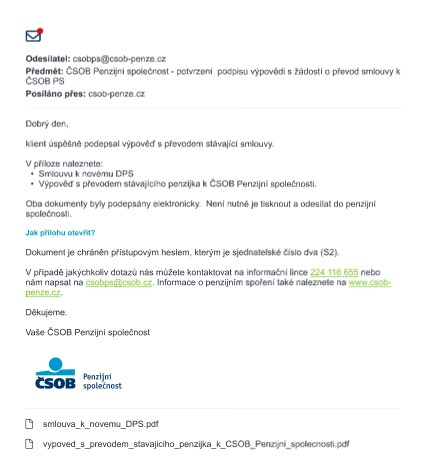 Odesílatel: csobps@csob-penze.cz
Předmět: ČSOB Penzijní společnost - potvrzení podpisu výpovědi s žádostí o převod smlouvy k
ČSOB PS
Posíláno přes: csob-penze.cz
Dobrý den,
klient úspěšně podepsal výpověď s převodem stávající smlouvy.
V příloze naleznete:
• Smlouvu k novému DPS
• Výpověď s převodem stávajícího penzijka k ČSOB Penzijní společnosti.
Oba dokumenty byly podepsány elektronicky. Není nutné je tisknout a odesílat do penzijní
společnosti.
Jak přílohu otevřít?
Dokument je chráněn přístupovým heslem, kterým je sjednatelské číslo dva (S2).
V případě jakýchkoliv dotazů nás můžete kontaktovat na informační lince 224 116 655 nebo
nám napsat na csobps@csob.cz. Informace o penzijním spoření také naleznete na www.csob-
penze.cz.
Děkujeme.
Vaše ČSOB Penzijní společnost
ČSOB Penzijní
společnost
smlouva_k_novemu_DPS.pdf
vypoved_s_prevodem_stavajiciho_penzijka_k_CSOB_Penzijni_spolecnosti.pdf